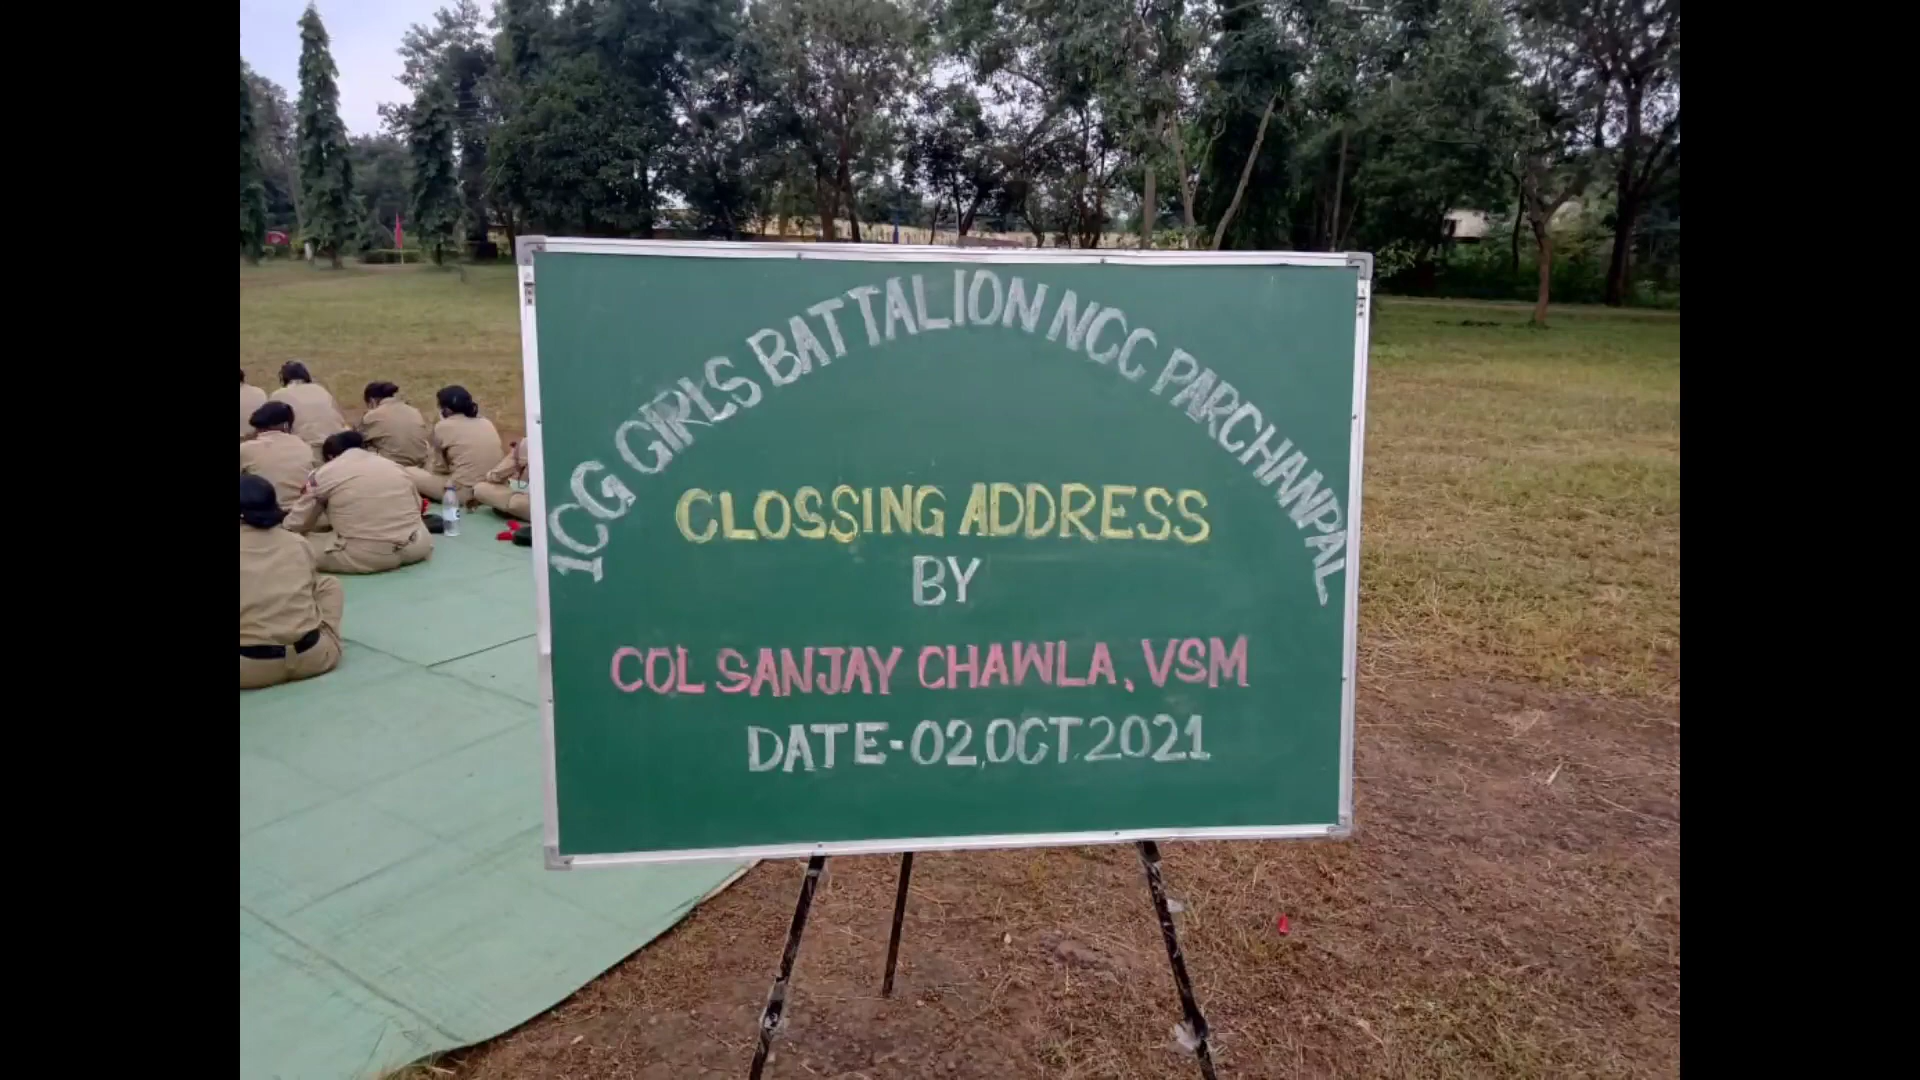 1CG GIRLS BATTALION NCC PARCHANPAL
CLOSSING ADDRESS
BY
COL SANJAY CHAWLA, VSM
DATE-02,OCT,2021